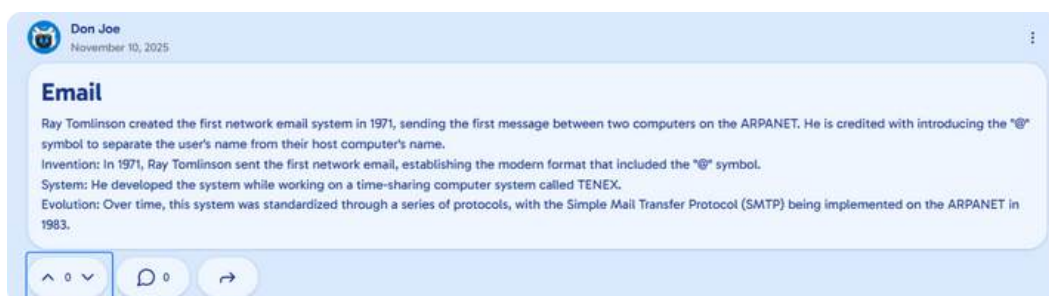 Don Joe
November 10, 2025
Email
Ray Tomlinson created the first network email system in 1971, sending the first message between two computers on the ARPANET. He is credited with introducing the "@"
symbol to separate the user's name from their host computer's name.
Invention: In 1971, Ray Tomlinson sent the first network email, establishing the modern format that included the "@" symbol.
System: He developed the system while working on a time-sharing computer system called TENEX.
Evolution: Over time, this system was standardized through a series of protocols, with the Simple Mail Transfer Protocol (SMTP) being implemented on the ARPANET in
1983.
0 0